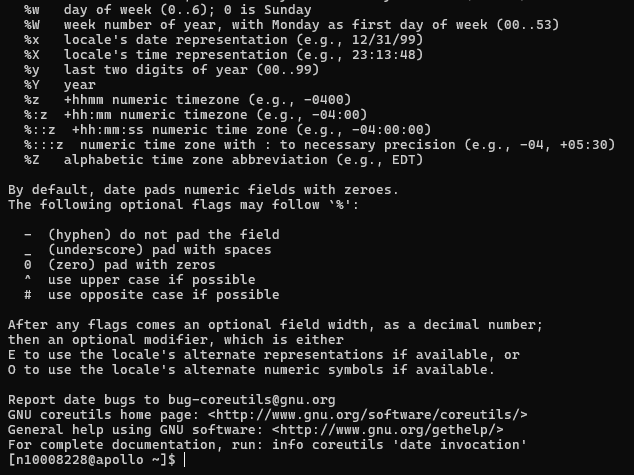 %w   day of week (0..6); 0 is Sunday
%W   week number of year, with Monday as first day of week (00..53)
%x   locale's date representation (e.g., 12/31/99)
%X   locale's time representation (e.g., 23:13:48)
%y   last two digits of year (00..99)
%Y   year
%z   +hhmm numeric timezone (e.g., -0400)
%:z  +hh:mm numeric timezone (e.g., -04:00)
%::z  +hh:mm:ss numeric time zone (e.g., -04:00:00)
%:::z  numeric time zone with : to necessary precision (e.g., -04, +05:30)
%Z   alphabetic time zone abbreviation (e.g., EDT)

By default, date pads numeric fields with zeroes.
The following optional flags may follow `%':

-  (hyphen) do not pad the field
_  (underscore) pad with spaces
0  (zero) pad with zeros
^  use upper case if possible
#  use opposite case if possible

After any flags comes an optional field width, as a decimal number;
then an optional modifier, which is either
E to use the locale's alternate representations if available, or
O to use the locale's alternate numeric symbols if available.

Report date bugs to bug-coreutils@gnu.org
GNU coreutils home page: <http://www.gnu.org/software/coreutils/>
General help using GNU software: <http://www.gnu.org/gethelp/>
For complete documentation, run: info coreutils 'date invocation'
[n10008228@apollo ~]$